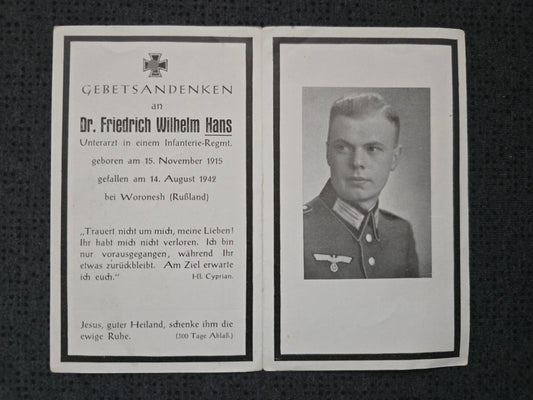 GEBETSANDENKEN
an
Dr. Friedrich Wilhelm Hans
Unterarzt in einem Infanterie-Regmt.
geboren am 15. November 1915
gefallen am 14. August 1942
bei Woronesh (Rußland)
„Trauert nicht um mich, meine Lieben!
Ihr habt mich nicht verloren. Ich bin
nur vorausgegangen, während Ihr
etwas zurückbleibt. Am Ziel erwarte
ich euch.“ Hl. Cyprian.
Jesus, guter Heiland, schenke ihm die
ewige Ruhe. (300 Tage Ablaß.)